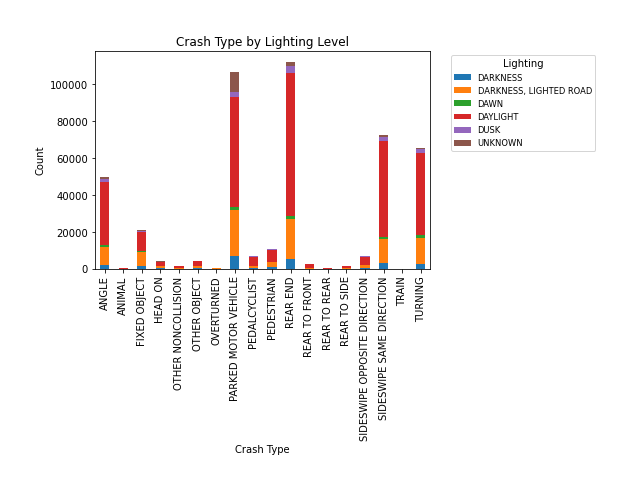 Crash Type by Lighting Level
Count
100000
80000
60000
40000
20000
0
ANGLE
ANIMAL
FIXED OBJECT
HEAD ON
OTHER NONCOLLISION
OTHER OBJECT
OVERTURNED
PARKED MOTOR VEHICLE
PEDALCYCLIST
PEDESTRIAN
REAR END
REAR TO FRONT
REAR TO REAR
REAR TO SIDE
SIDESWIPE OPPOSITE DIRECTION
SIDESWIPE SAME DIRECTION
TRAIN
TURNING
Crash Type
Lighting
DARKNESS
DARKNESS, LIGHTED ROAD
DAWN
DAYLIGHT
DUSK
UNKNOWN